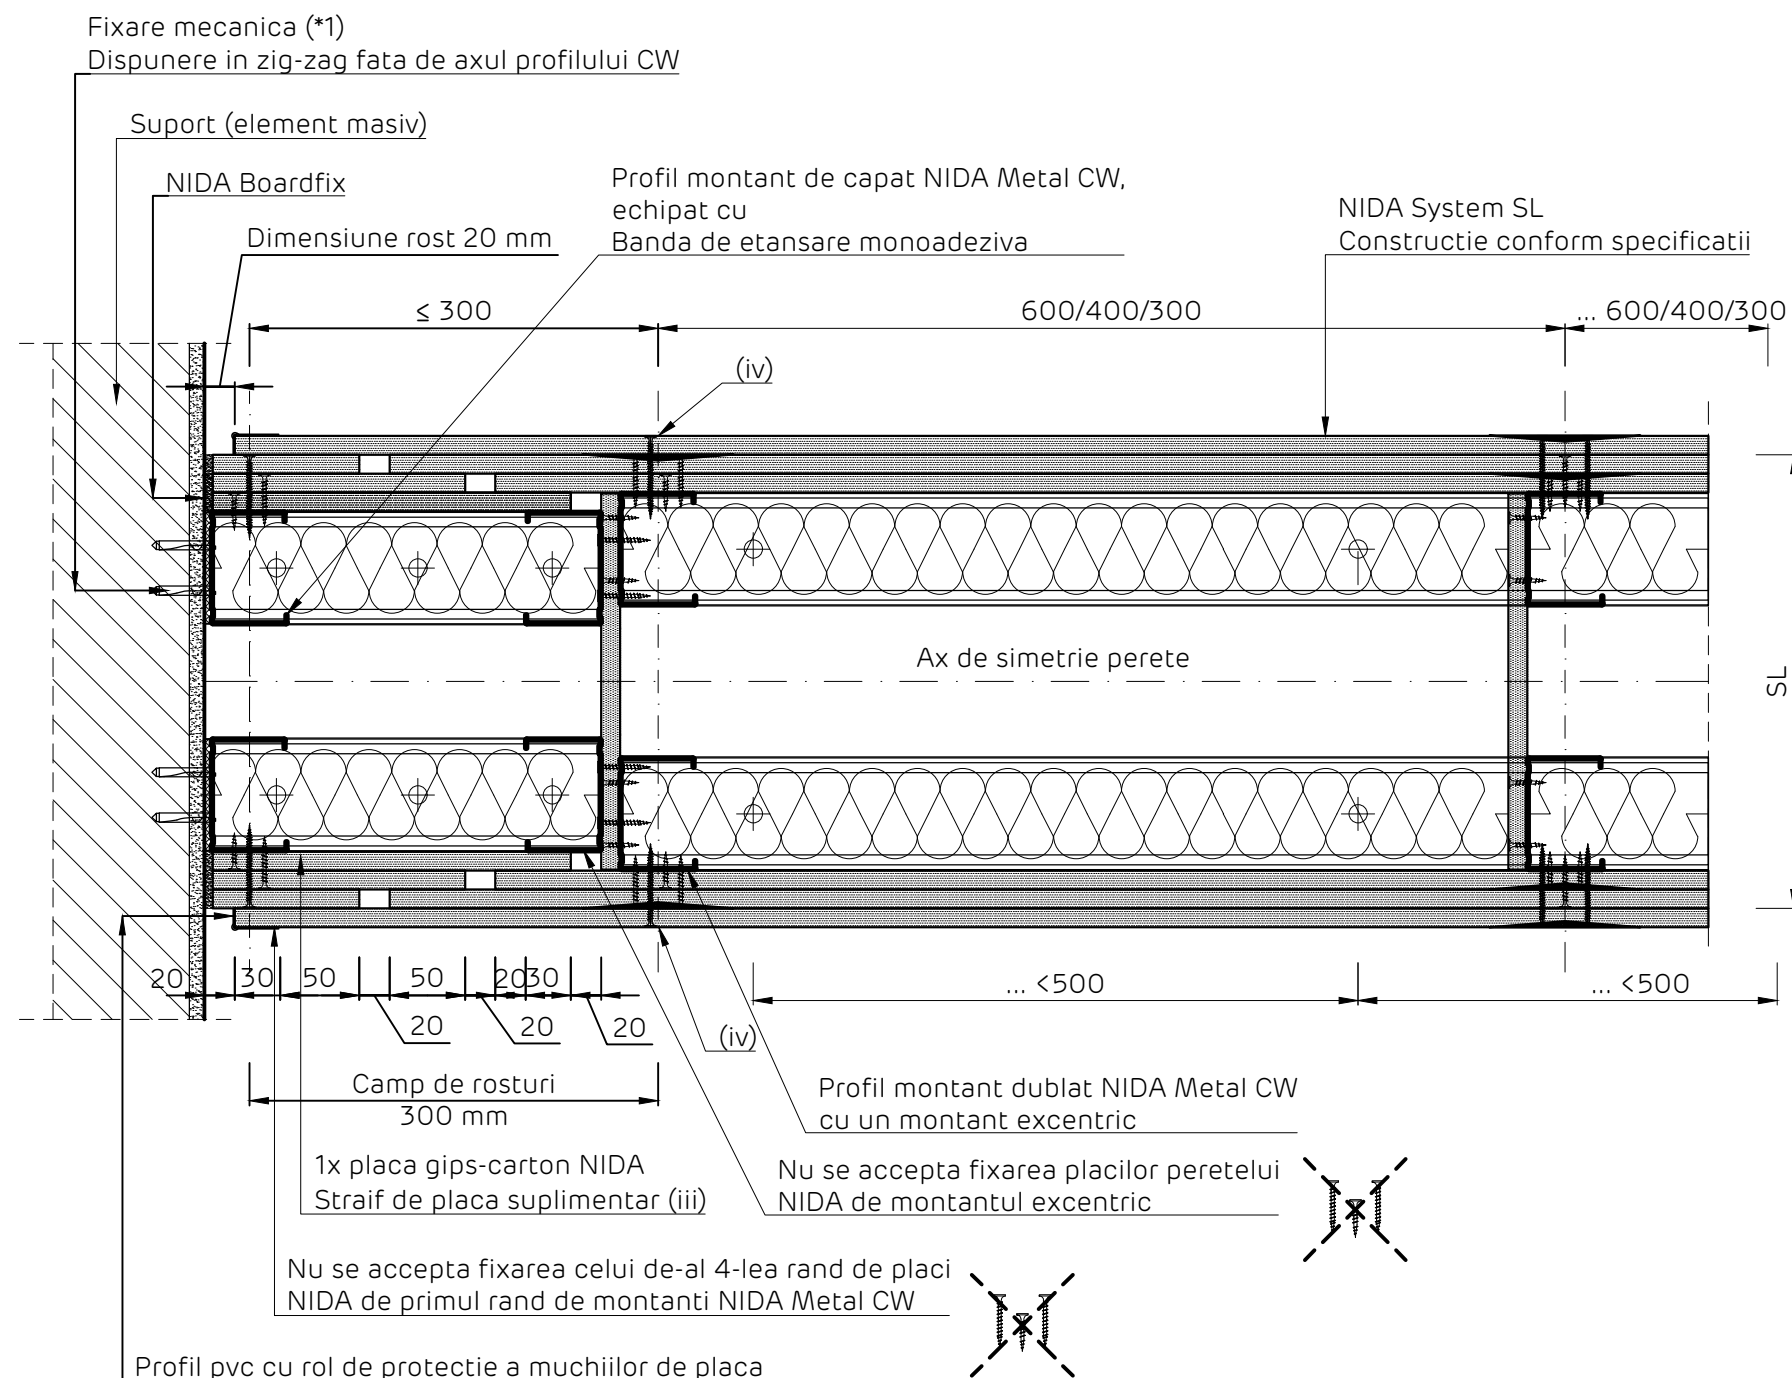 Fixare mecanica (*1)
Dispunere in zig-zag fata de axul profilului CW
Suport (element masiv)
NIDA Boardfix
Dimensiune rost 20 mm
Profil montant de capat NIDA Metal CW,
echipat cu
Banda de etansare monoadeziva
NIDA System SL
Constructie conform specificatii
≤ 300
600/400/300
... 600/400/300
(iv)
Ax de simetrie perete
SL
20
30
50
50
20
30
20
20
20
... <500
... <500
(iv)
Camp de rosturi
300 mm
Profil montant dublat NIDA Metal CW
cu un montant excentric
1x placa gips-carton NIDA
Straif de placa suplimentar (iii)
Nu se accepta fixarea placilor peretelui
NIDA de montantul excentric
Nu se accepta fixarea celui de-al 4-lea rand de placi
NIDA de primul rand de montanti NIDA Metal CW
Profil pvc cu rol de protectie a muchiilor de placa